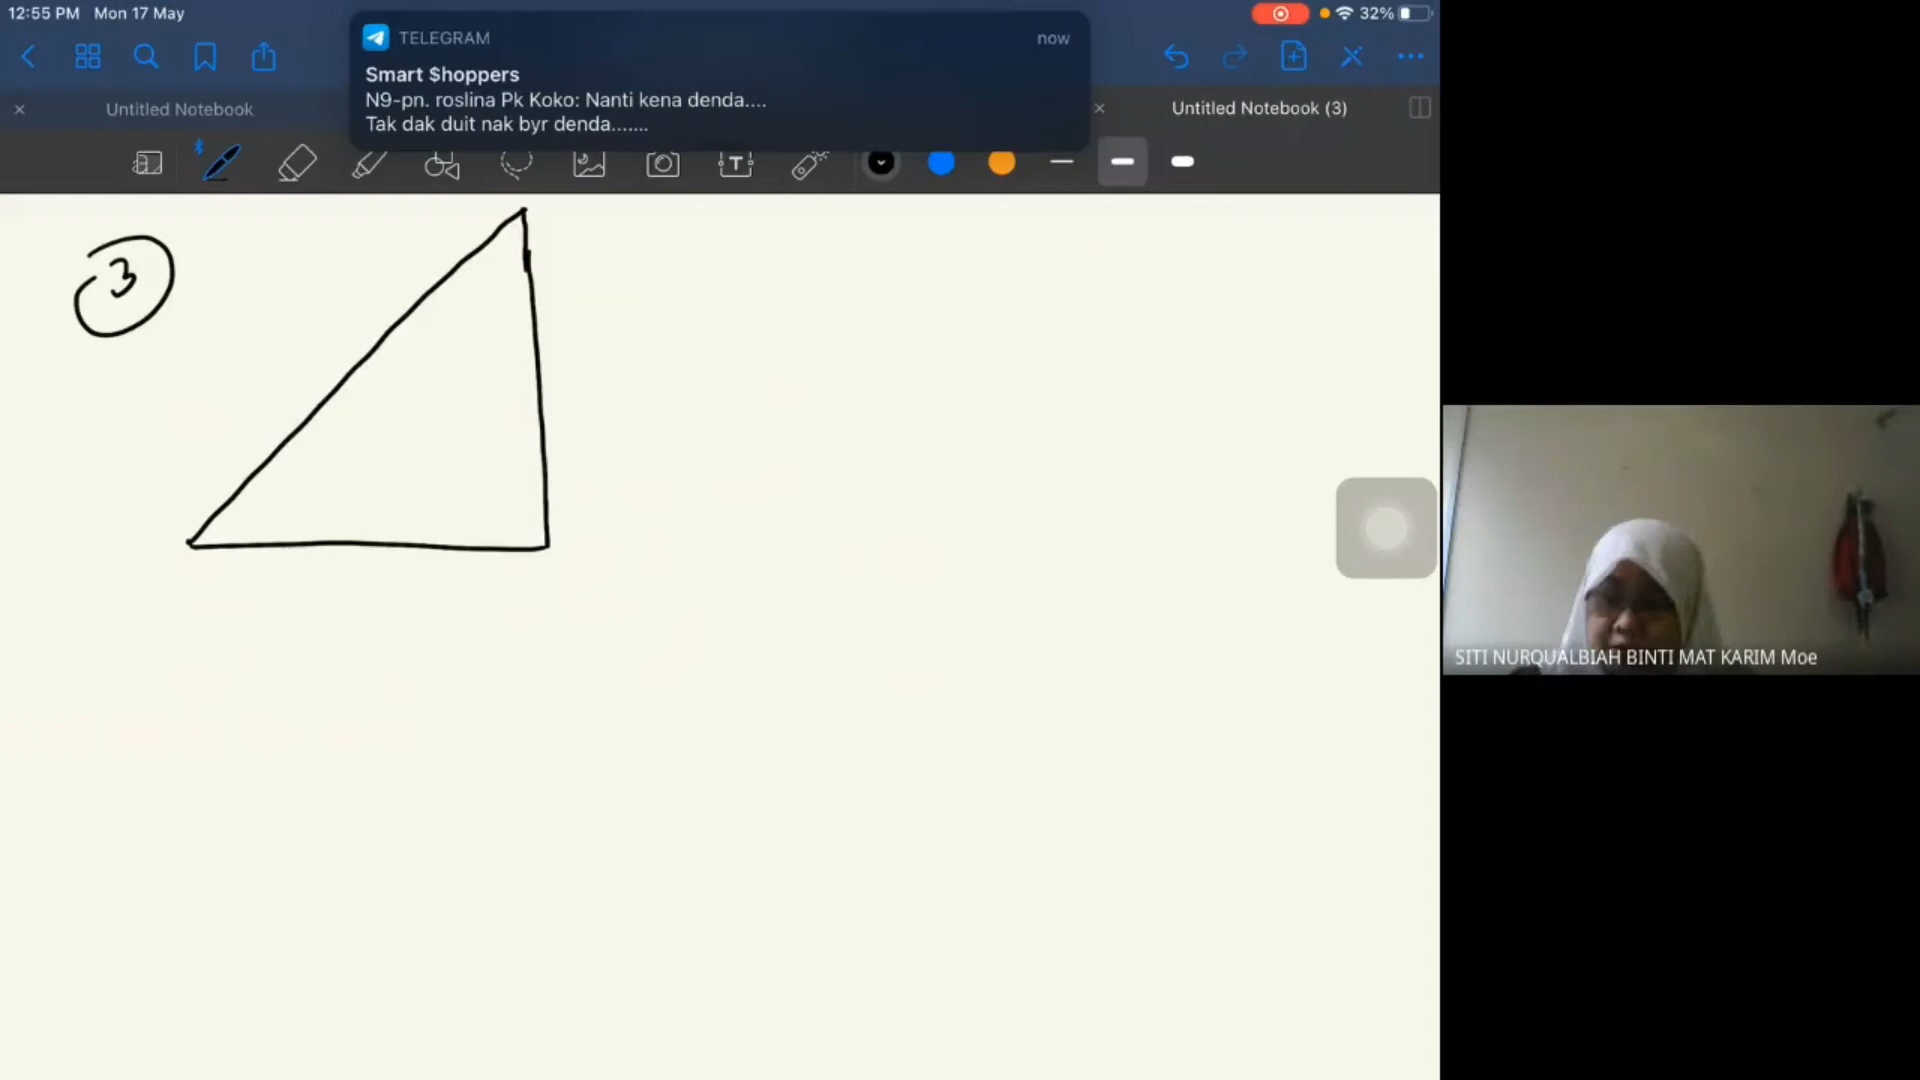 12:55 PM Mon 17 May
32%
TELEGRAM
now
Smart $hoppers
N9-pn. roslina Pk Koko: Nanti kena denda....
Tak dak duit nak byr denda.......
Untitled Notebook
Untitled Notebook (3)
T
3
SITI NURQUALBIAH BINTI MAT KARIM Moe